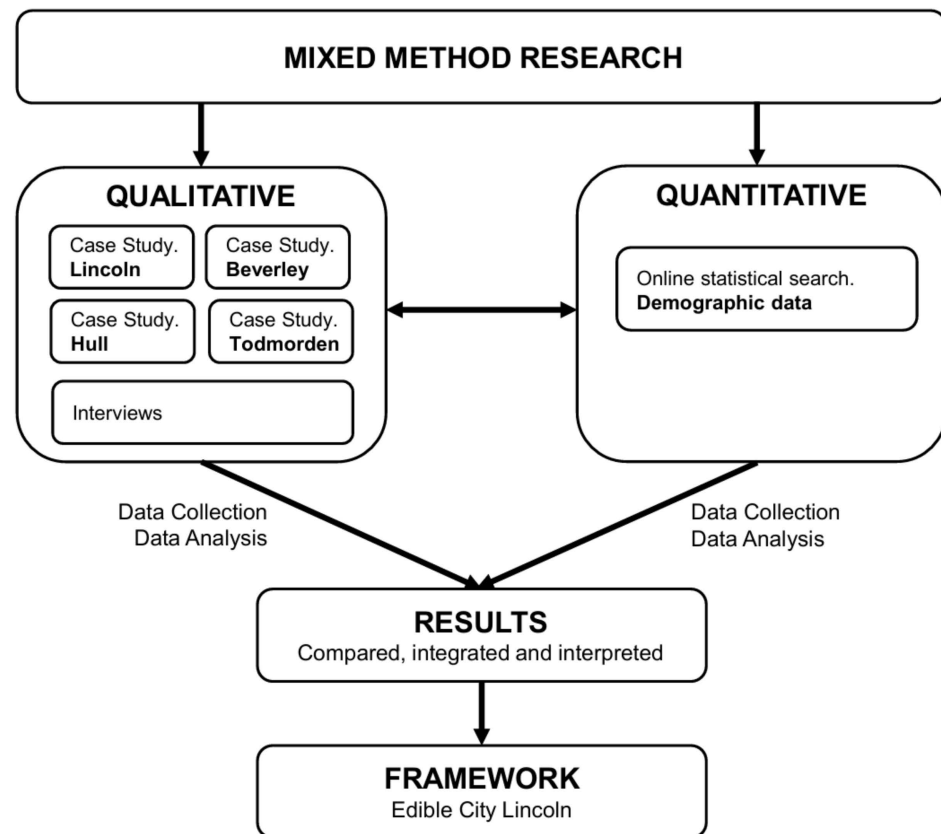 MIXED METHOD RESEARCH
QUALITATIVE
Case Study.
Lincoln
Case Study.
Beverley
Case Study.
Hull
Case Study.
Todmorden
Interviews
QUANTITATIVE
Online statistical search.
Demographic data
Data Collection
Data Analysis
Data Collection
Data Analysis
RESULTS
Compared, integrated and interpreted
FRAMEWORK
Edible City Lincoln